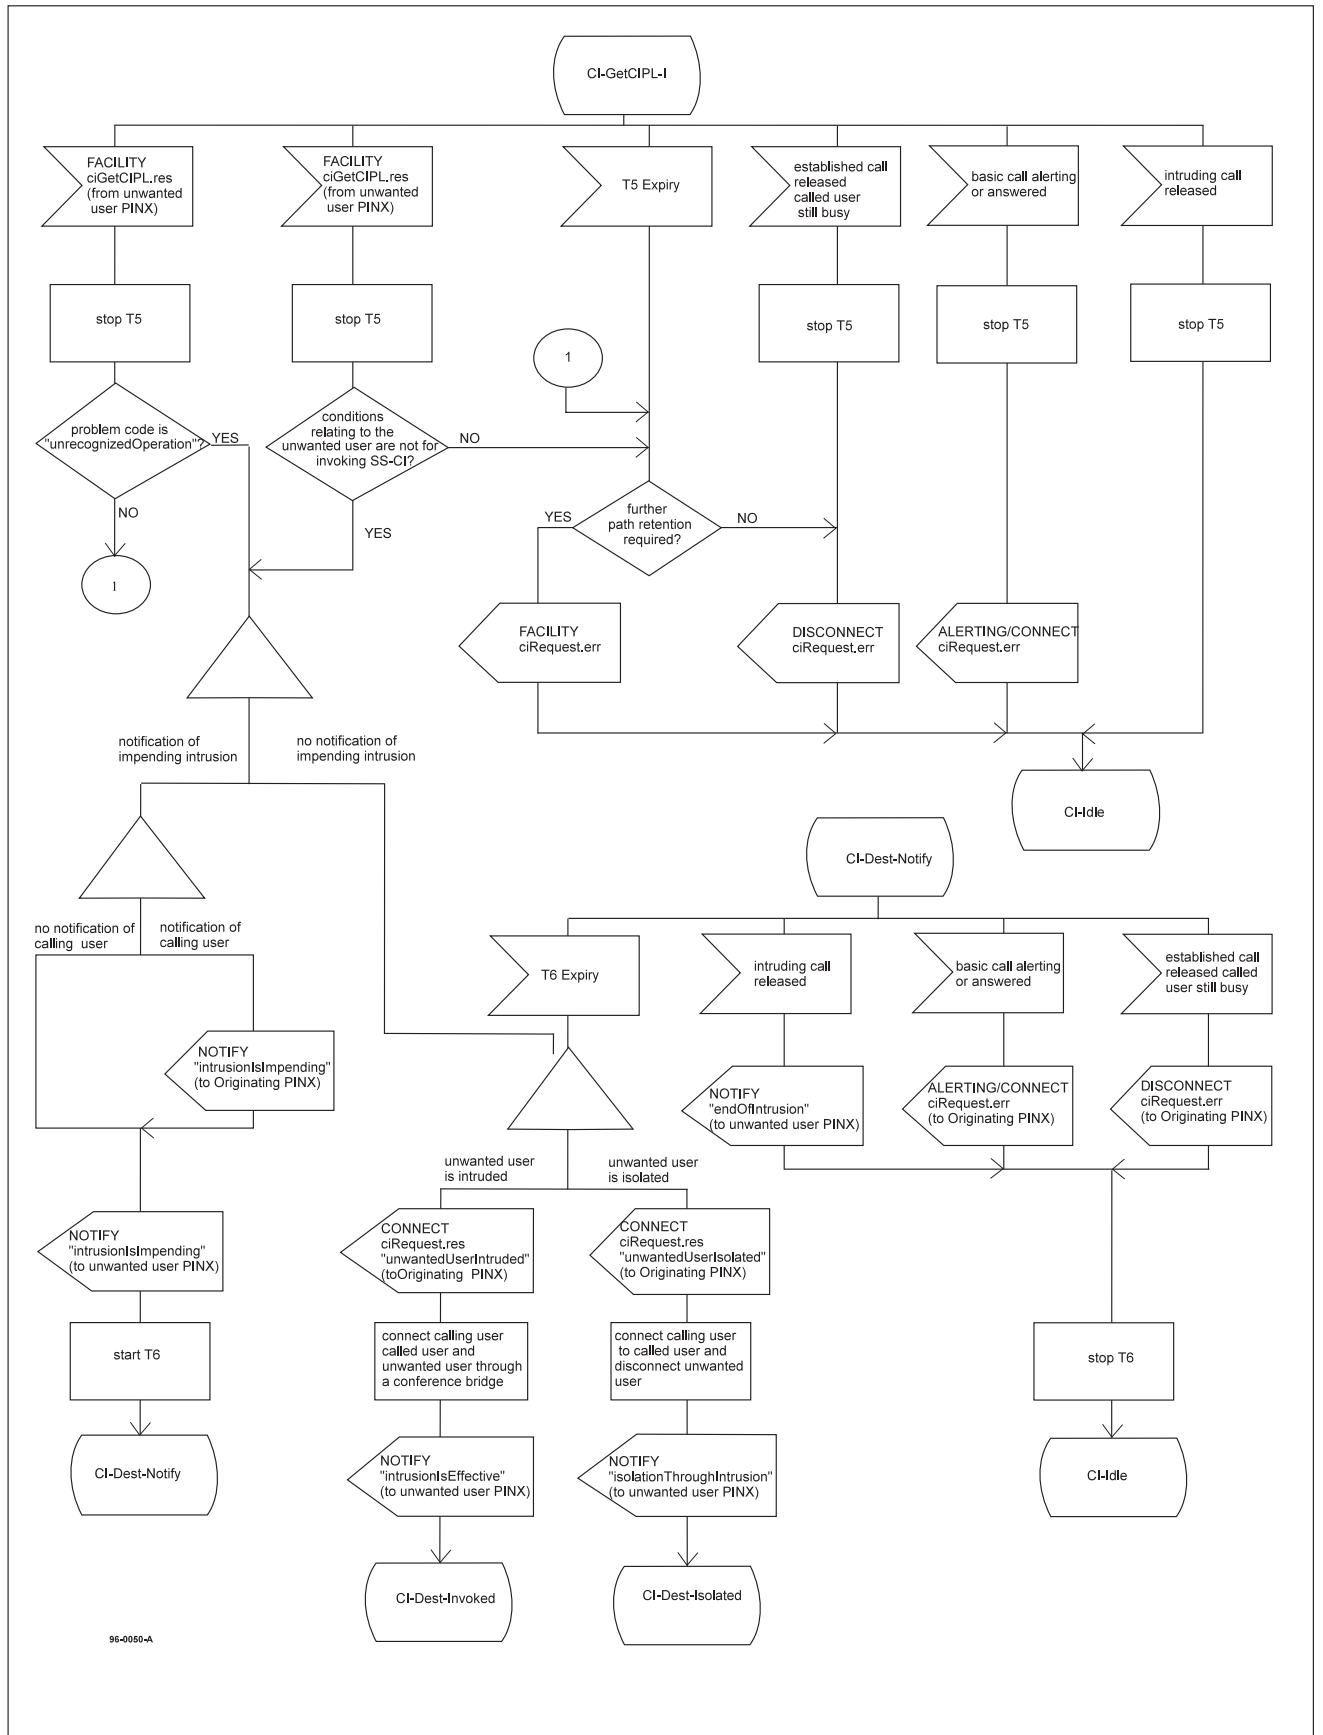 CI-GetCIPL-I
FACILITY
ciGetCIPL.res
(from unwanted
user PINX)
FACILITY
ciGetCIPL.res
(from unwanted
user PINX)
T5 Expiry
established call
released
called user
still busy
basic call alerting
or answered
intruding call
released
stop T5
stop T5
stop T5
stop T5
stop T5
1
problem code is
"unrecognizedOperation"?
YES
NO
1
conditions
relating to the
unwanted user are not for
invoking SS-CI?
NO
YES
further
path retention
required?
YES
NO
FACILITY
ciRequest.err
DISCONNECT
ciRequest.err
ALERTING/CONNECT
ciRequest.err
CI-Idle
notification of
impending intrusion
no notification of
impending intrusion
CI-Dest-Notify
no notification of
calling user
notification of
calling user
T6 Expiry
intruding call
released
basic call alerting
or answered
established call
released called
user still busy
NOTIFY
"intrusionIsImpending"
(to Originating PINX)
NOTIFY
"endOfIntrusion"
(to unwanted user PINX)
ALERTING/CONNECT
ciRequest.err
(to Originating PINX)
DISCONNECT
ciRequest.err
(to Originating PINX)
unwanted user
is intruded
unwanted user
is isolated
NOTIFY
"intrusionIsImpending"
(to unwanted user PINX)
CONNECT
ciRequest.res
"unwantedUserIntruded"
(toOriginating PINX)
CONNECT
ciRequest.res
"unwantedUserIsolated"
(to Originating PINX)
start T6
connect calling user
called user and
unwanted user through
a conference bridge
connect calling user
to called user and
disconnect unwanted
user
stop T6
CI-Dest-Notify
NOTIFY
"intrusionIsEffective"
(to unwanted user PINX)
NOTIFY
"isolationThroughIntrusion"
(to unwanted user PINX)
CI-Idle
CI-Dest-Invoked
CI-Dest-Isolated
96-0050-A